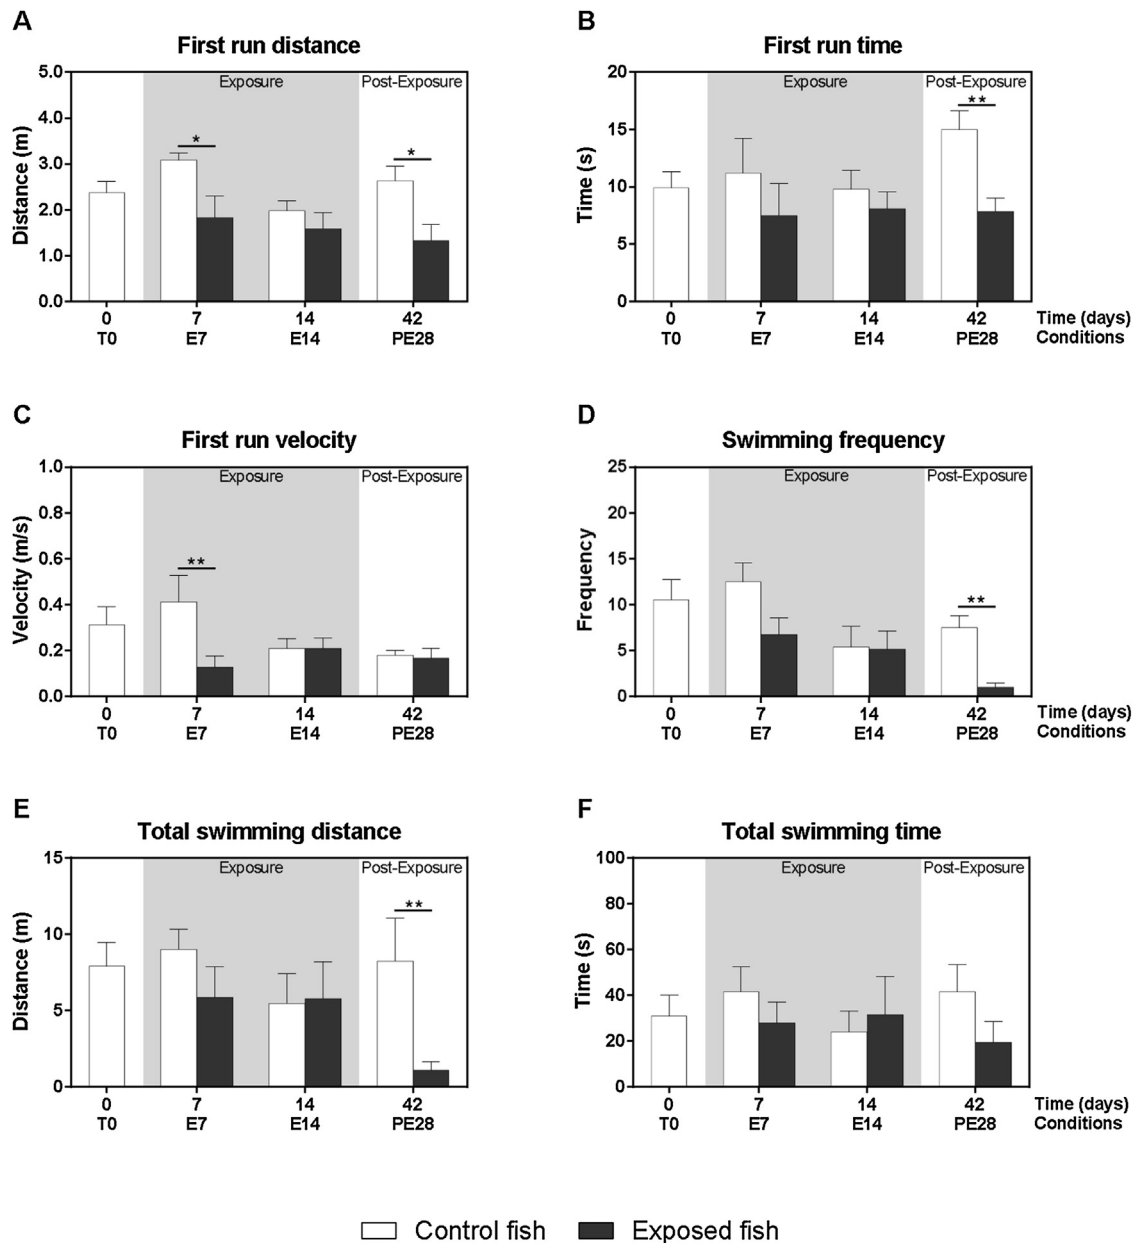 A
First run distance
Exposure
Post-Exposure
5.0
4.0
3.0
2.0
1.0
0.0
Distance (m)
*
*
0 7 14 42
T0 E7 E14 PE28
B
First run time
Exposure
Post-Exposure
20
15
10
5
0
Time (s)
**
0 7 14 42 Time (days)
T0 E7 E14 PE28 Conditions
C
First run velocity
Exposure
Post-Exposure
1.0
0.8
0.6
0.4
0.2
0.0
Velocity (m/s)
**
0 7 14 42
T0 E7 E14 PE28
D
Swimming frequency
Exposure
Post-Exposure
25
20
15
10
5
0
Frequency
**
0 7 14 42 Time (days)
T0 E7 E14 PE28 Conditions
E
Total swimming distance
Exposure
Post-Exposure
15
10
5
0
Distance (m)
**
0 7 14 42
T0 E7 E14 PE28
F
Total swimming time
Exposure
Post-Exposure
100
80
60
40
20
0
Time (s)
0 7 14 42 Time (days)
T0 E7 E14 PE28 Conditions
Control fish
Exposed fish